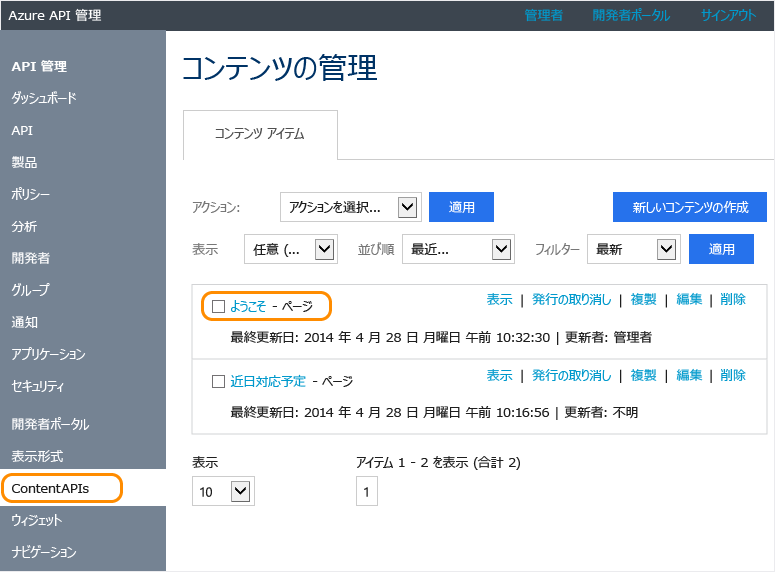 Azure API 管理
管理者 開発者ポータル サインアウト
API 管理
ダッシュボード
API
製品
ポリシー
分析
開発者
グループ
通知
アプリケーション
セキュリティ
開発者ポータル
表示形式
ContentAPIs
ウィジェット
ナビゲーション
コンテンツの管理
コンテンツ アイテム
アクション: アクションを選択... 適用 新しいコンテンツの作成
表示 任意 (... 並び順 最近... フィルター 最新 適用
ようこそ - ページ 表示 | 発行の取り消し | 複製 | 編集 | 削除
最終更新日: 2014 年 4 月 28 日 月曜日 午前 10:32:30 | 更新者: 管理者
近日対応予定 - ページ 表示 | 発行の取り消し | 複製 | 編集 | 削除
最終更新日: 2014 年 4 月 28 日 月曜日 午前 10:16:56 | 更新者: 不明
表示 アイテム 1 - 2 を表示 (合計 2)
10 1